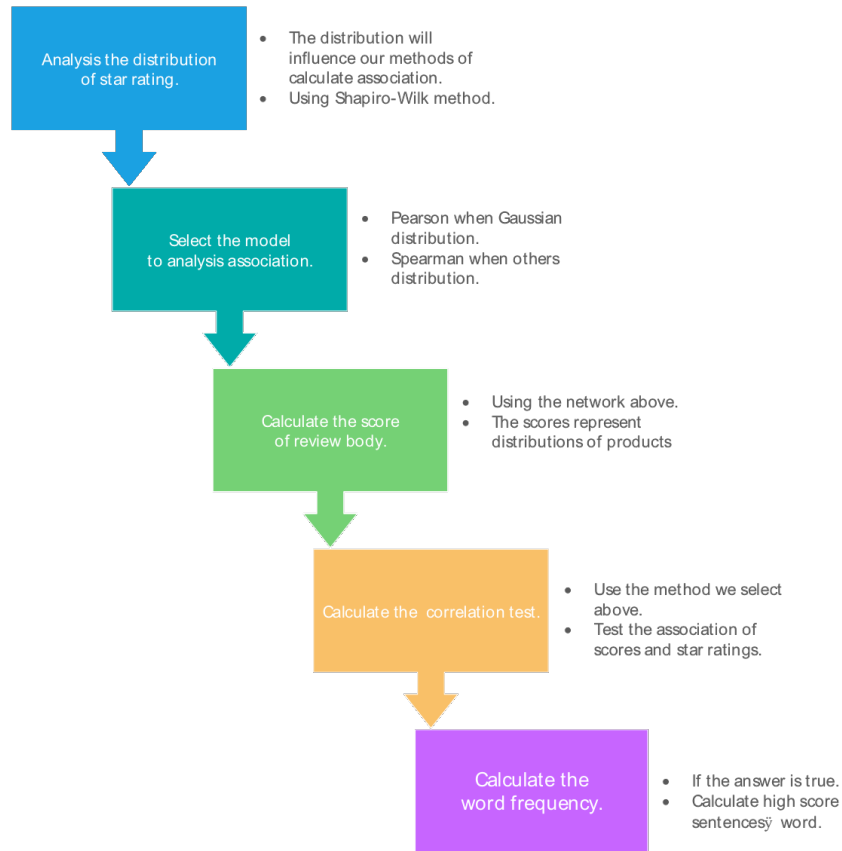 Analysis the distribution
of star rating.
• The distribution will
influence our methods of
calculate association.
• Using Shapiro-Wilk method.
Select the model
to analysis association.
• Pearson when Gaussian
distribution.
• Spearman when others
distribution.
Calculate the score
of review body.
• Using the network above.
• The scores represent
distributions of products
Calculate the correlation test.
• Use the method we select
above.
• Test the association of
scores and star ratings.
Calculate the
word frequency.
• If the answer is true.
• Calculate high score
sentencesÿ word.